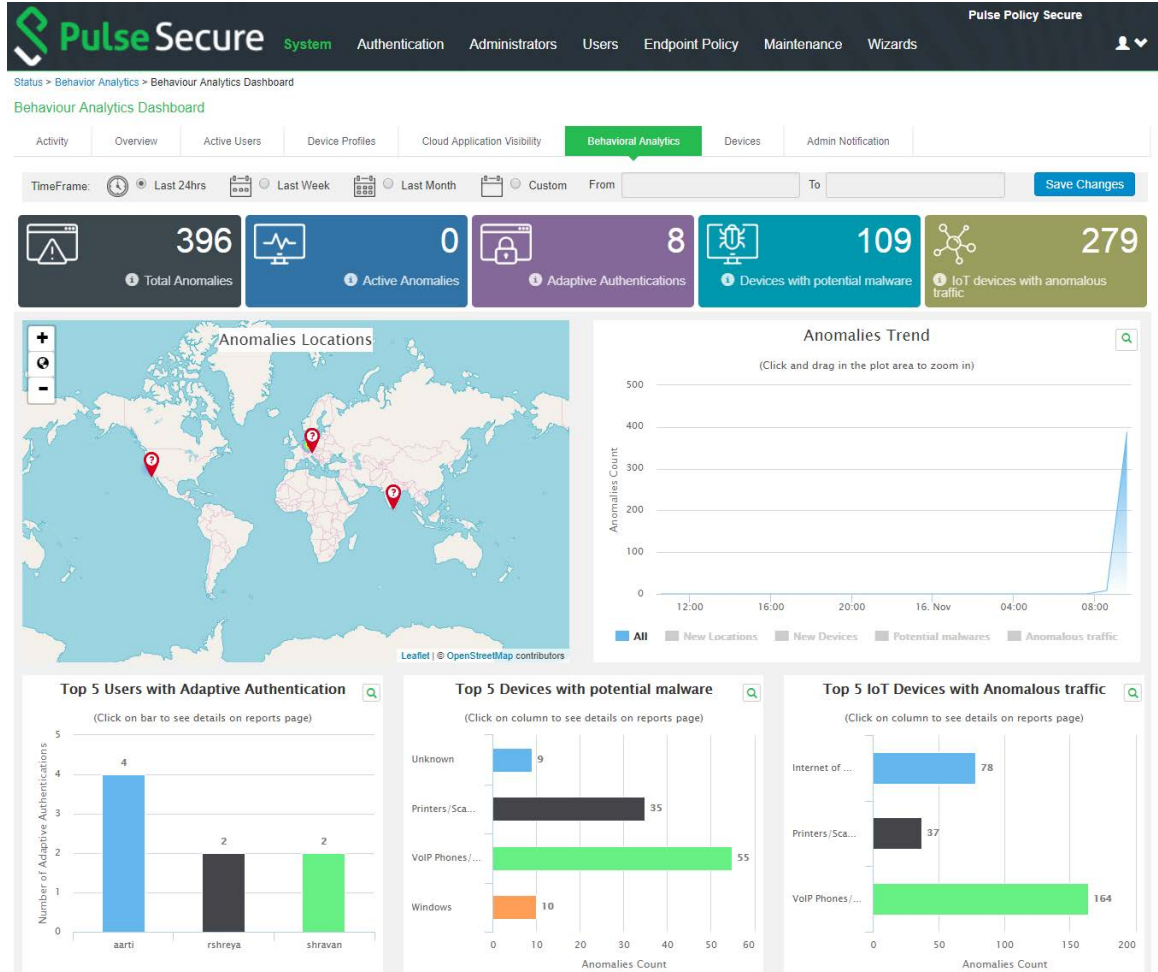 Pulse Policy Secure
Pulse Secure
System Authentication Administrators Users Endpoint Policy Maintenance Wizards
Status > Behavior Analytics > Behaviour Analytics Dashboard
Behaviour Analytics Dashboard
Activity Overview Active Users Device Profiles Cloud Application Visibility Behavioral Analytics Devices Admin Notification
TimeFrame: Last 24hrs Last Week Last Month Custom From To Save Changes
396
Total Anomalies
0
Active Anomalies
8
Adaptive Authentications
109
Devices with potential malware
279
IoT devices with anomalous
traffic
+
-
Anomalies Locations
? ? ?
Leaflet | © OpenStreetMap contributors
Anomalies Trend
(Click and drag in the plot area to zoom in)
Anomalies Count
500
400
300
200
100
0
12:00 16:00 20:00 16. Nov 04:00 08:00
All New Locations New Devices Potential malwares Anomalous traffic
Top 5 Users with Adaptive Authentication
(Click on bar to see details on reports page)
Number of Adaptive Authentications
5
4
3
2
1
0
4
2
2
aarti rshreya shravan
Top 5 Devices with potential malware
(Click on column to see details on reports page)
Unknown 9
Printers/Sca... 35
VoIP Phones/... 55
Windows 10
0 10 20 30 40 50 60
Anomalies Count
Top 5 IoT Devices with Anomalous traffic
(Click on column to see details on reports page)
Internet of ... 78
Printers/Sca... 37
VoIP Phones/... 164
0 50 100 150 200
Anomalies Count